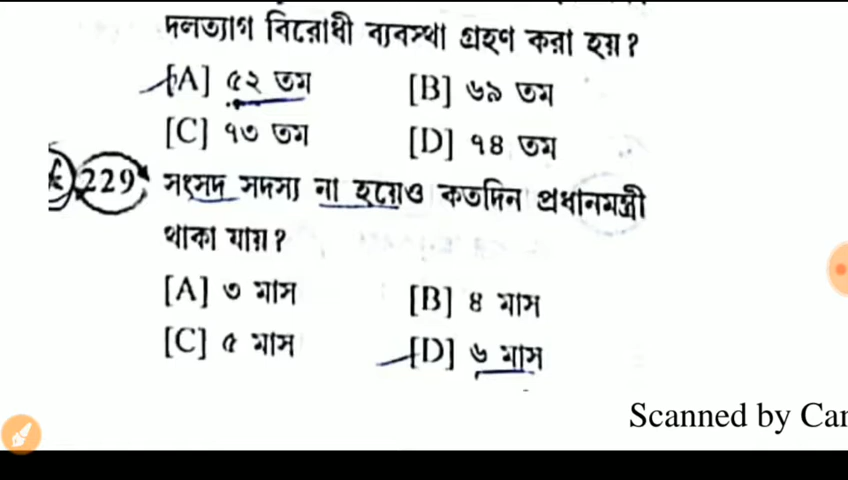 দলত্যাগ বিরোধী ব্যবস্থা গ্রহণ করা হয়?
[A] ৫২ তম [B] ৬৯ তম
[C] ৭৩ তম [D] ৭৪ তম
229 সংসদ সদস্য না হয়েও কতদিন প্রধানমন্ত্রী
থাকা যায়?
[A] ৩ মাস [B] ৪ মাস
[C] ৫ মাস [D] ৬ মাস
Scanned by Car